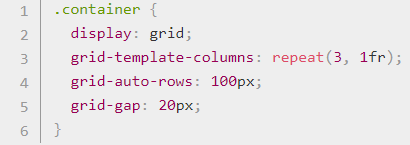 1 .container {
2 display: grid;
3 grid-template-columns: repeat(3, 1fr);
4 grid-auto-rows: 100px;
5 grid-gap: 20px;
6 }